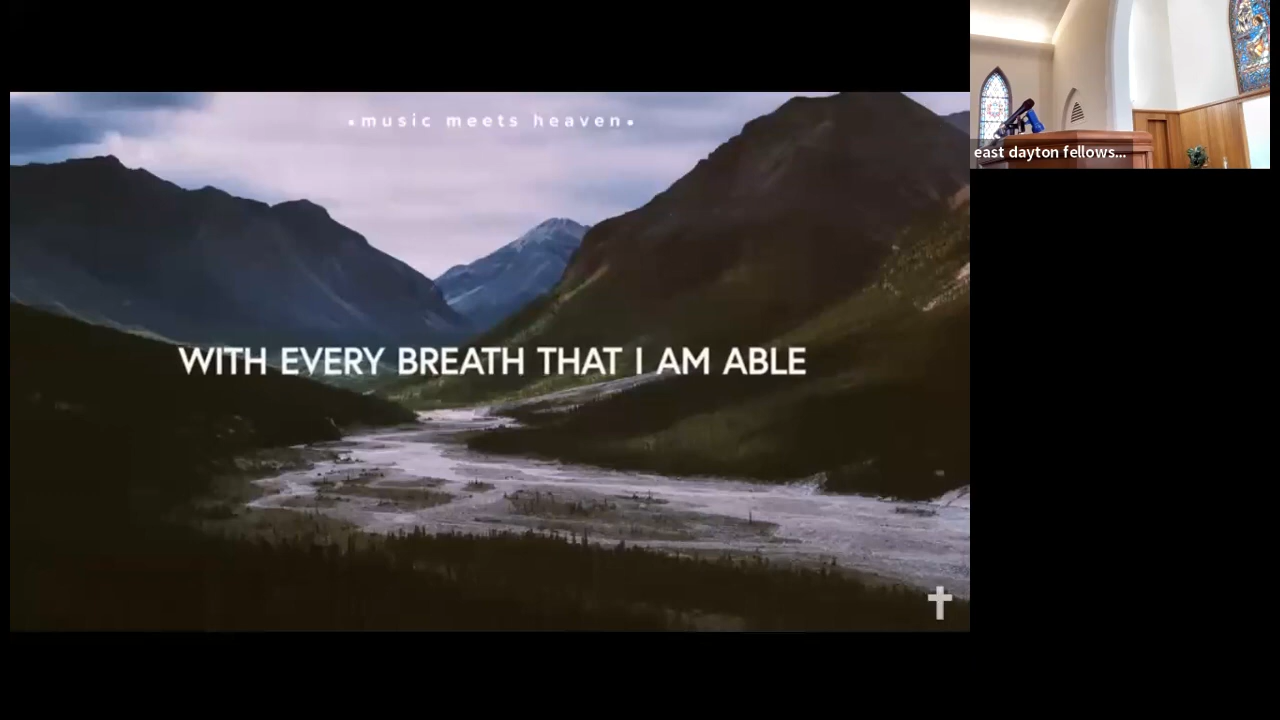 •music meets heaven•
WITH EVERY BREATH THAT I AM ABLE
east dayton fellows...